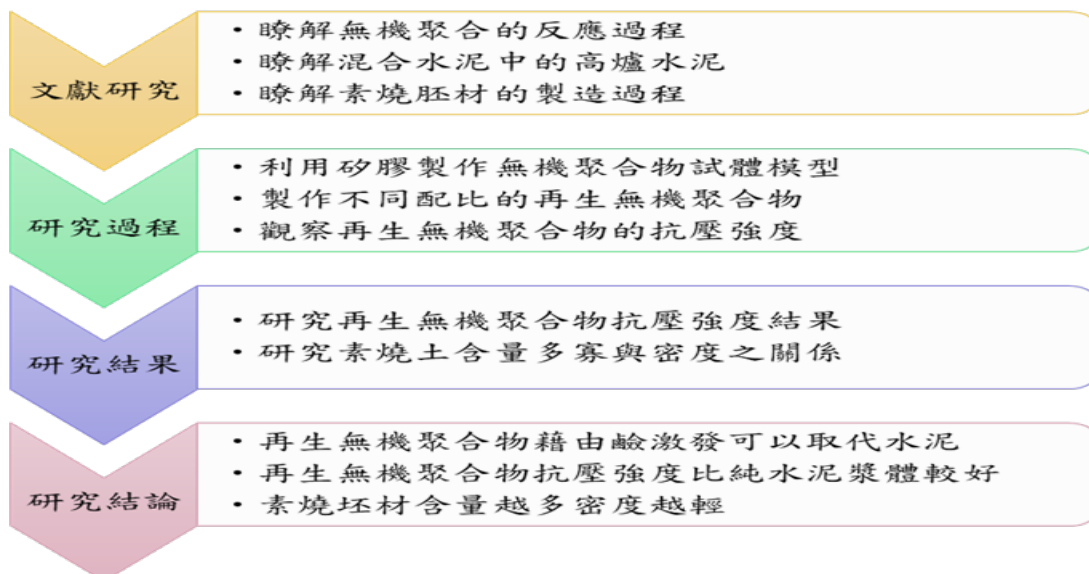 文獻研究
• 瞭解無機聚合的反應過程
• 瞭解混合水泥中的高爐水泥
• 瞭解素燒胚材的製造過程
研究過程
• 利用矽膠製作無機聚合物試體模型
• 製作不同配比的再生無機聚合物
• 觀察再生無機聚合物的抗壓強度
研究結果
• 研究再生無機聚合物抗壓強度結果
• 研究素燒土含量多寡與密度之關係
研究結論
• 再生無機聚合物藉由鹼激發可以取代水泥
• 再生無機聚合物抗壓強度比純水泥漿體較好
• 素燒坯材含量越多密度越輕